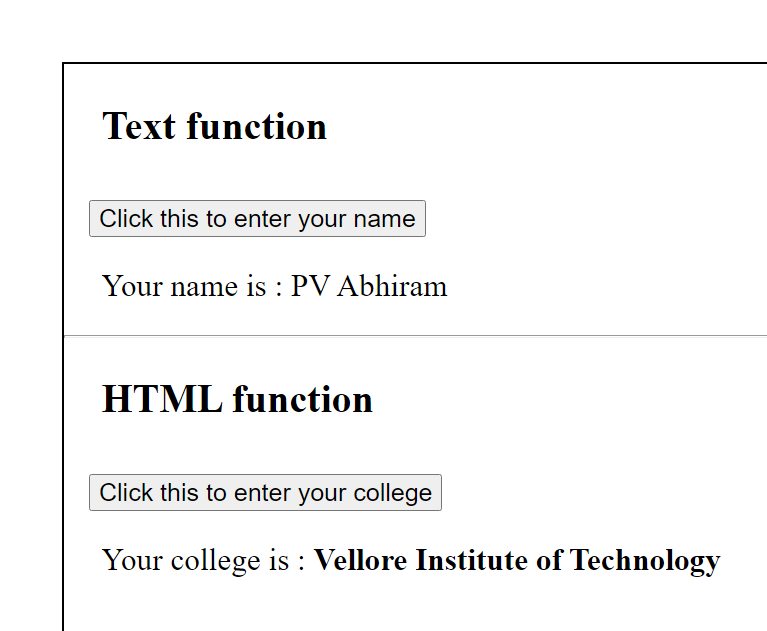 Text function
Click this to enter your name
Your name is : PV Abhiram
HTML function
Click this to enter your college
Your college is : Vellore Institute of Technology